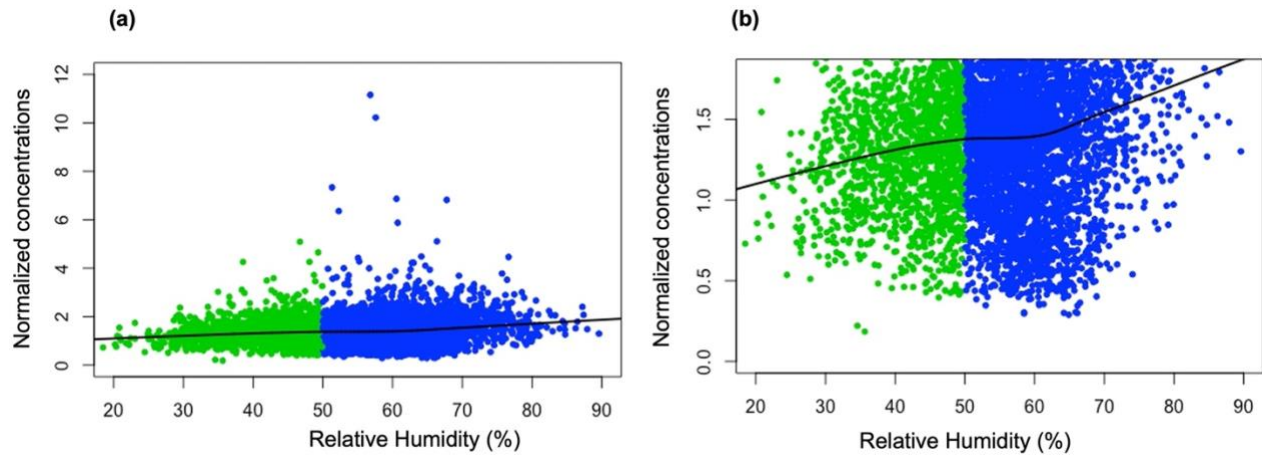 (a)
Normalized concentrations
12
10
8
6
4
2
0
20 30 40 50 60 70 80 90
Relative Humidity (%)
(b)
Normalized concentrations
1.5
1.0
0.5
0.0
20 30 40 50 60 70 80 90
Relative Humidity (%)